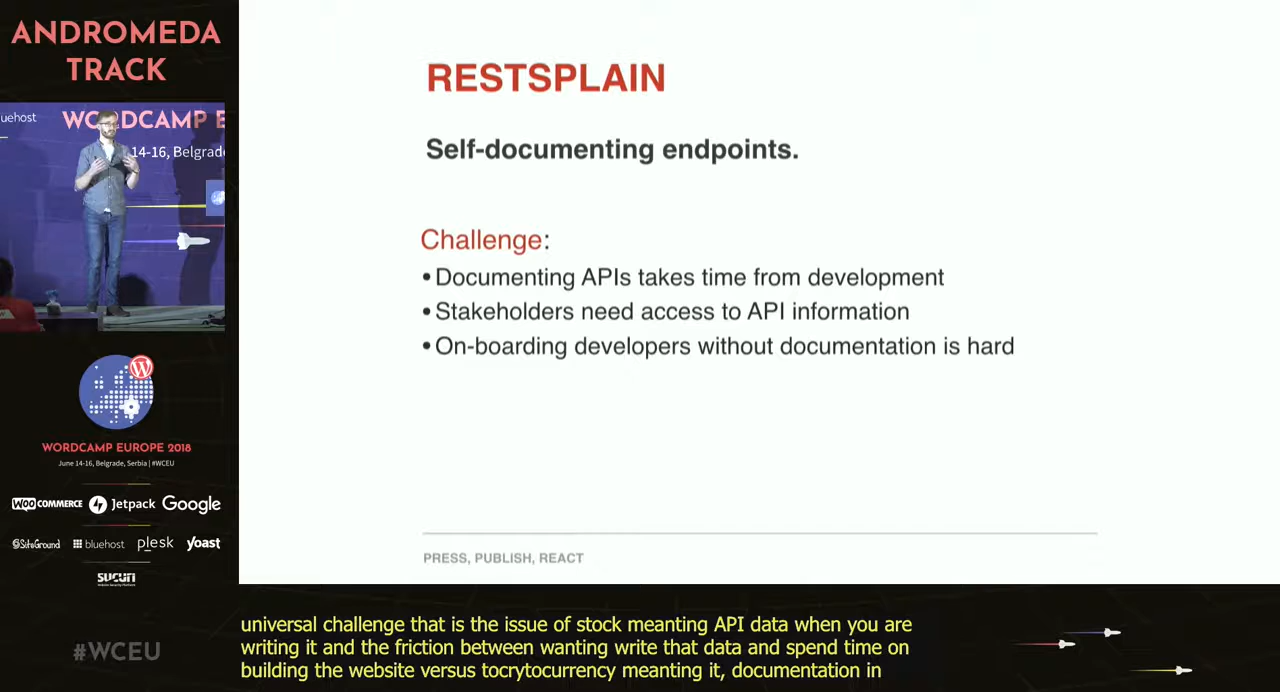 ANDROMEDA
TRACK
uehost
WORDCAMP E
14-16, Belgrade
WORDCAMP EUROPE 2018
June 14-16, Belgrade, Serbia | #WCEU
WOO COMMERCE Jetpack Google
SiteGround bluehost plesk yoast
SUCURI
#WCEU
RESTSPLAIN
Self-documenting endpoints.
Challenge:
• Documenting APIs takes time from development
• Stakeholders need access to API information
• On-boarding developers without documentation is hard
PRESS, PUBLISH, REACT
universal challenge that is the issue of stock meanting API data when you are
writing it and the friction between wanting write that data and spend time on
building the website versus tocrytocurrency meanting it, documentation in